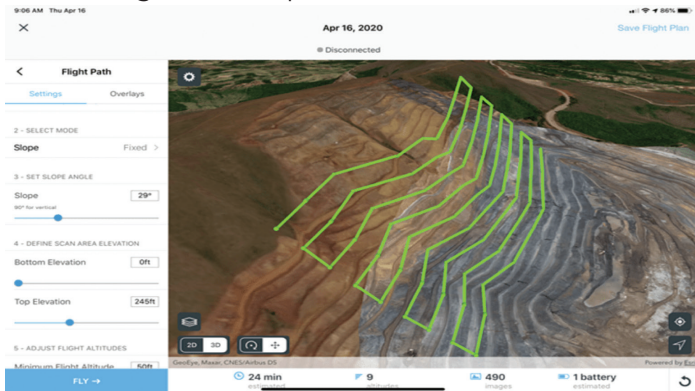 9:06 AM Thu Apr 16
86%
Apr 16, 2020
Save Flight Plan
Disconnected
Flight Path
Settings Overlays
2 - SELECT MODE
Slope Fixed
3 - SET SLOPE ANGLE
Slope 29°
90° for vertical
4 - DEFINE SCAN AREA ELEVATION
Bottom Elevation 0ft
Top Elevation 245ft
5 - ADJUST FLIGHT ALTITUDES
Minimum Flight Altitude 50ft
FLY →
2D 3D
GeoEye, Maxar, CNES/Airbus DS
Powered by
24 min 9 490 1 battery
estimated altitudes images estimated